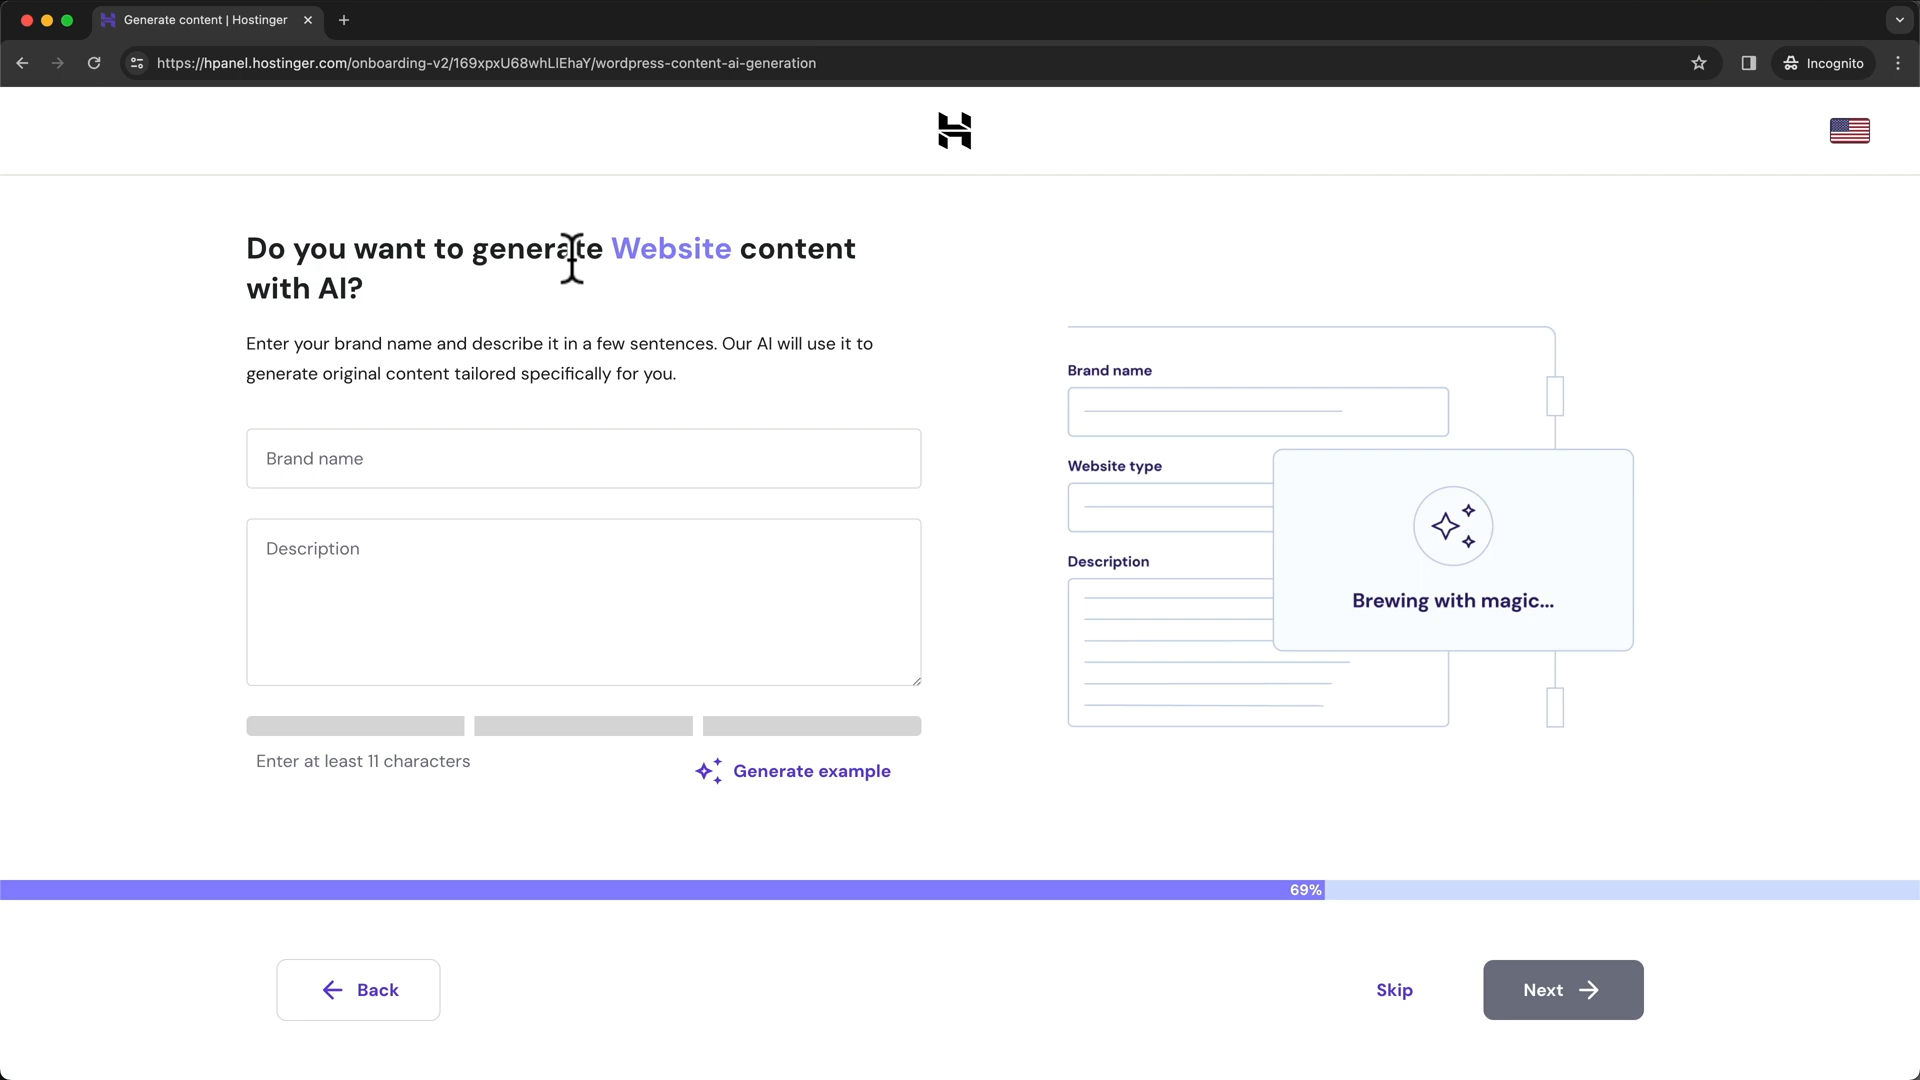 Generate content | Hostinger
https://hpanel.hostinger.com/onboarding-v2/169xpxU68whLIEhaY/wordpress-content-ai-generation
Incognito
Do you want to generate Website content
with AI?
Enter your brand name and describe it in a few sentences. Our AI will use it to
generate original content tailored specifically for you.
Brand name
Description
Enter at least 11 characters
Generate example
Brand name
Website type
Description
Brewing with magic...
69%
Back
Skip
Next